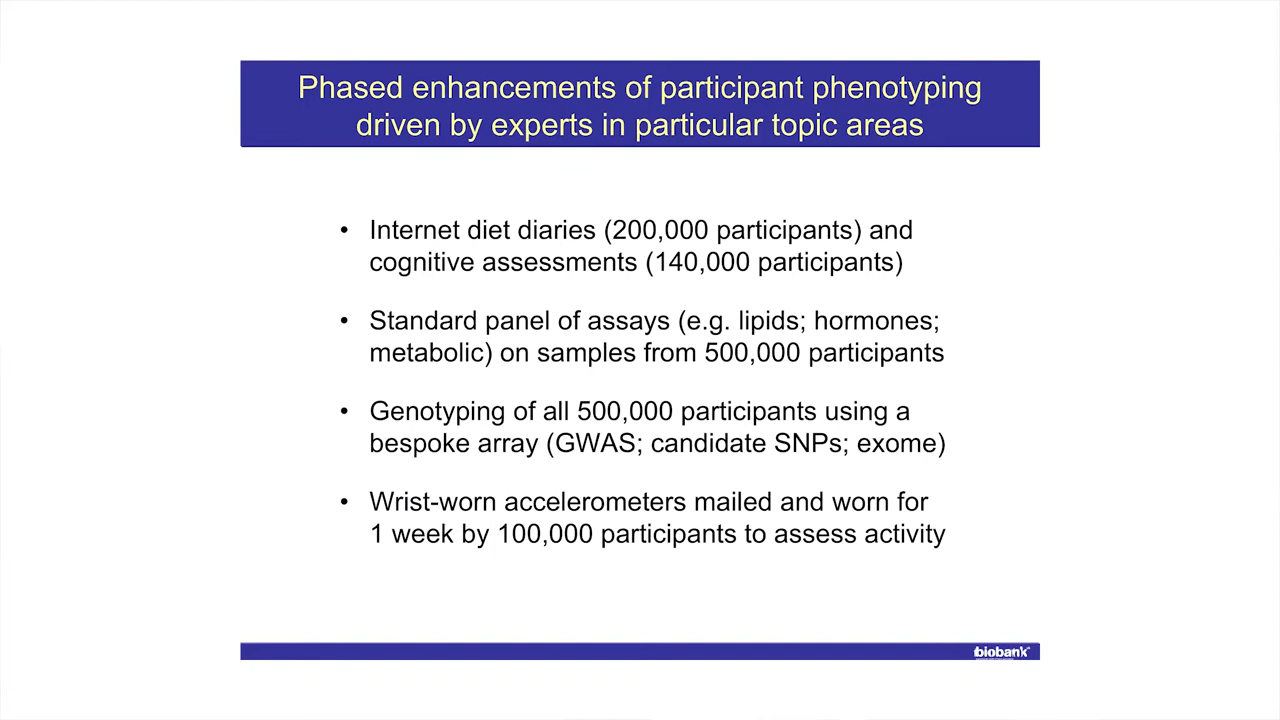 Phased enhancements of participant phenotyping
driven by experts in particular topic areas
• Internet diet diaries (200,000 participants) and
cognitive assessments (140,000 participants)
• Standard panel of assays (e.g. lipids; hormones;
metabolic) on samples from 500,000 participants
• Genotyping of all 500,000 participants using a
bespoke array (GWAS; candidate SNPs; exome)
• Wrist-worn accelerometers mailed and worn for
1 week by 100,000 participants to assess activity
biobank